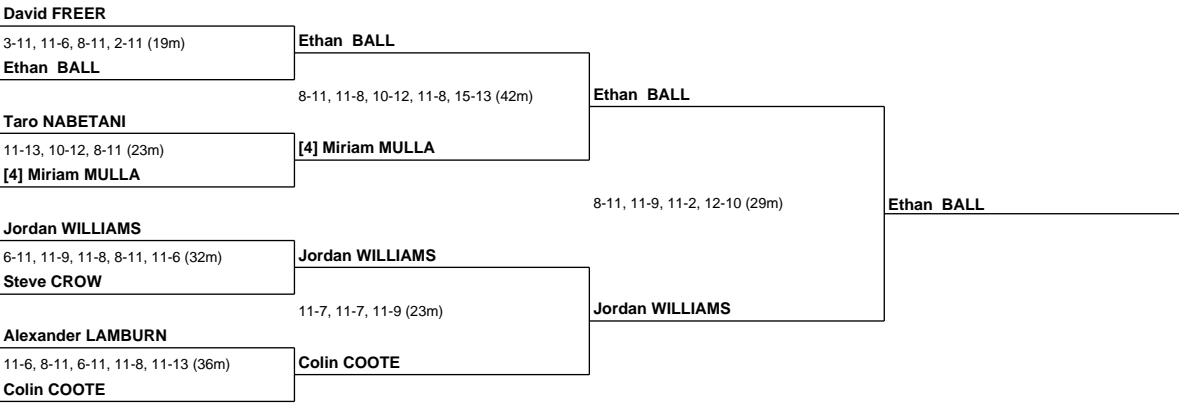 David FREER
3-11, 11-6, 8-11, 2-11 (19m)
Ethan BALL
Taro NABETANI
11-13, 10-12, 8-11 (23m)
[4] Miriam MULLA
Jordan WILLIAMS
6-11, 11-9, 11-8, 8-11, 11-6 (32m)
Steve CROW
Alexander LAMBURN
11-6, 8-11, 6-11, 11-8, 11-13 (36m)
Colin COOTE
Ethan BALL
8-11, 11-8, 10-12, 11-8, 15-13 (42m)
[4] Miriam MULLA
Jordan WILLIAMS
11-7, 11-7, 11-9 (23m)
Colin COOTE
Ethan BALL
8-11, 11-9, 11-2, 12-10 (29m)
Jordan WILLIAMS
Ethan BALL